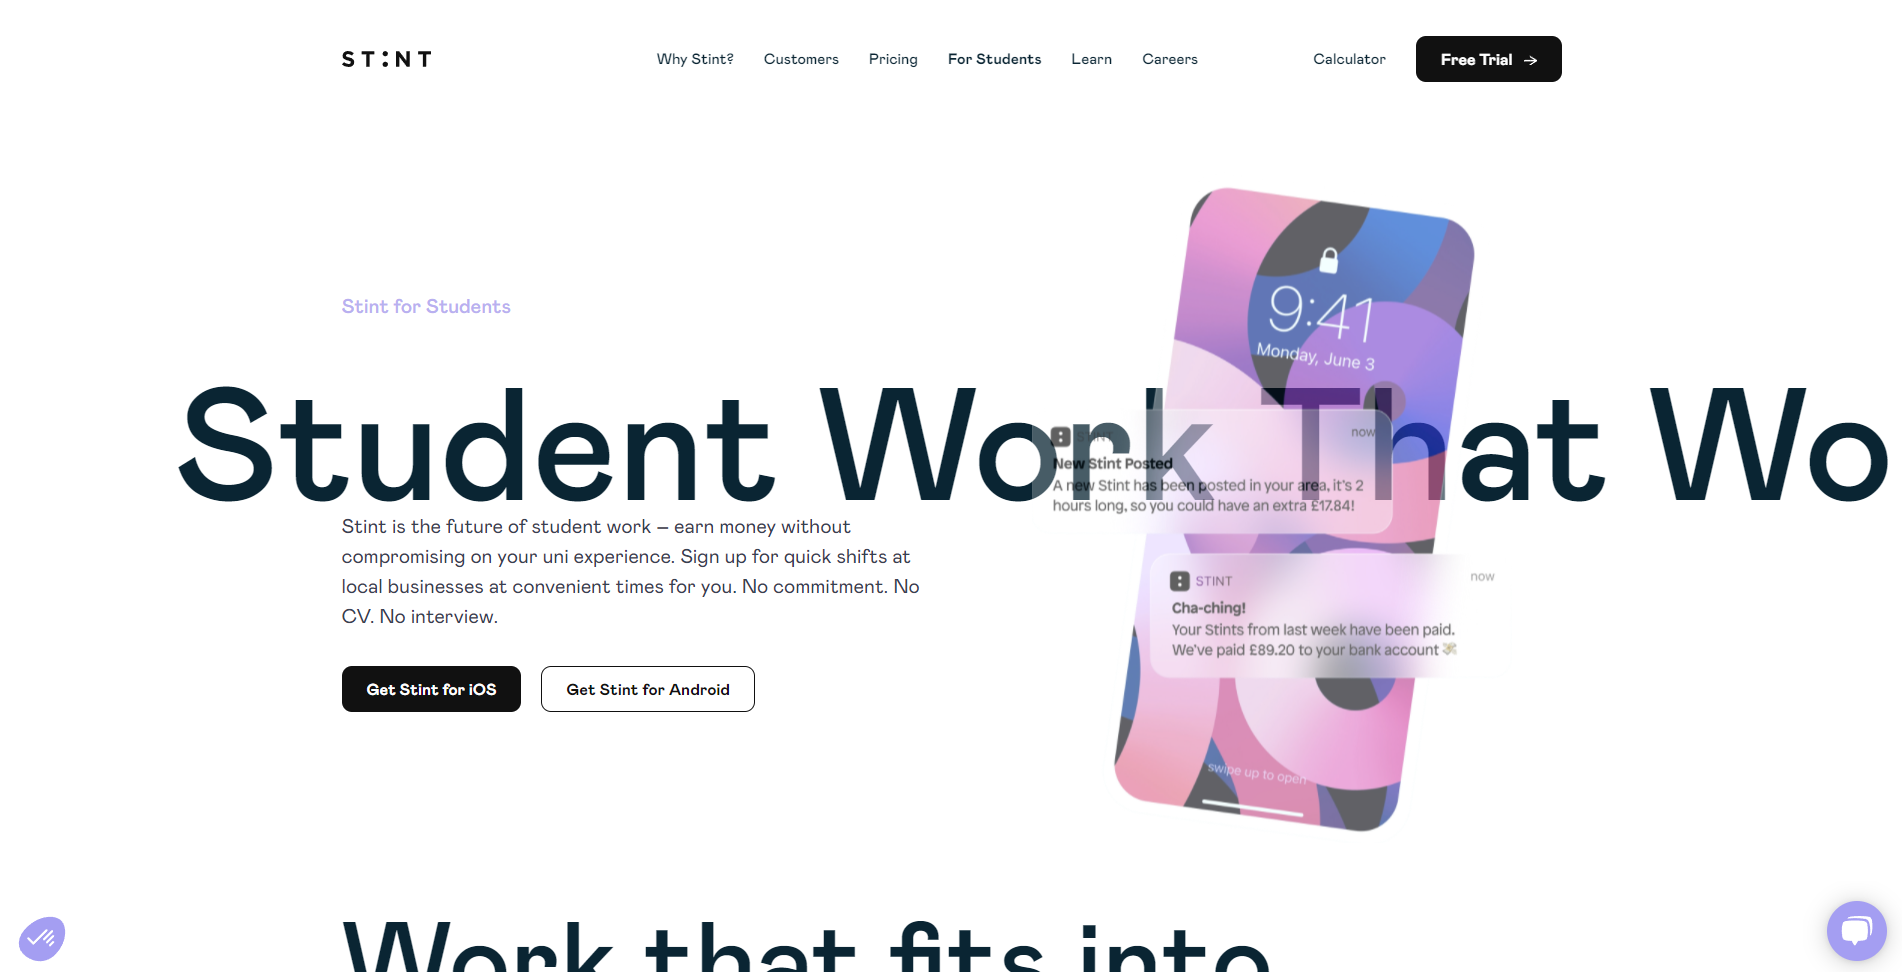 ST:NT
Why Stint? Customers Pricing For Students Learn Careers Calculator Free Trial →
Stint for Students
Student Work That Wo
Stint is the future of student work – earn money without
compromising on your uni experience. Sign up for quick shifts at
local businesses at convenient times for you. No commitment. No
CV. No interview.
Get Stint for iOS
Get Stint for Android
9:41
Monday, June 3
STINT now
New Stint Posted
A new Stint has been posted in your area, it's 2
hours long, so you could have an extra £17.84!
STINT now
Cha-ching!
Your Stints from last week have been paid.
We've paid £89.20 to your bank account 💸
swipe up to open
Work that fits into